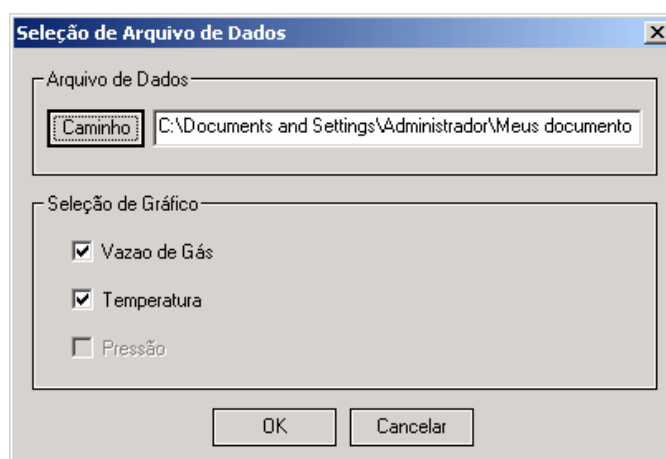 Seleção de Arquivo de Dados
Arquivo de Dados
Caminho C:\Documents and Settings\Administrador\Meus documento
Seleção de Gráfico
Vazao de Gás
Temperatura
Pressão
OK Cancelar